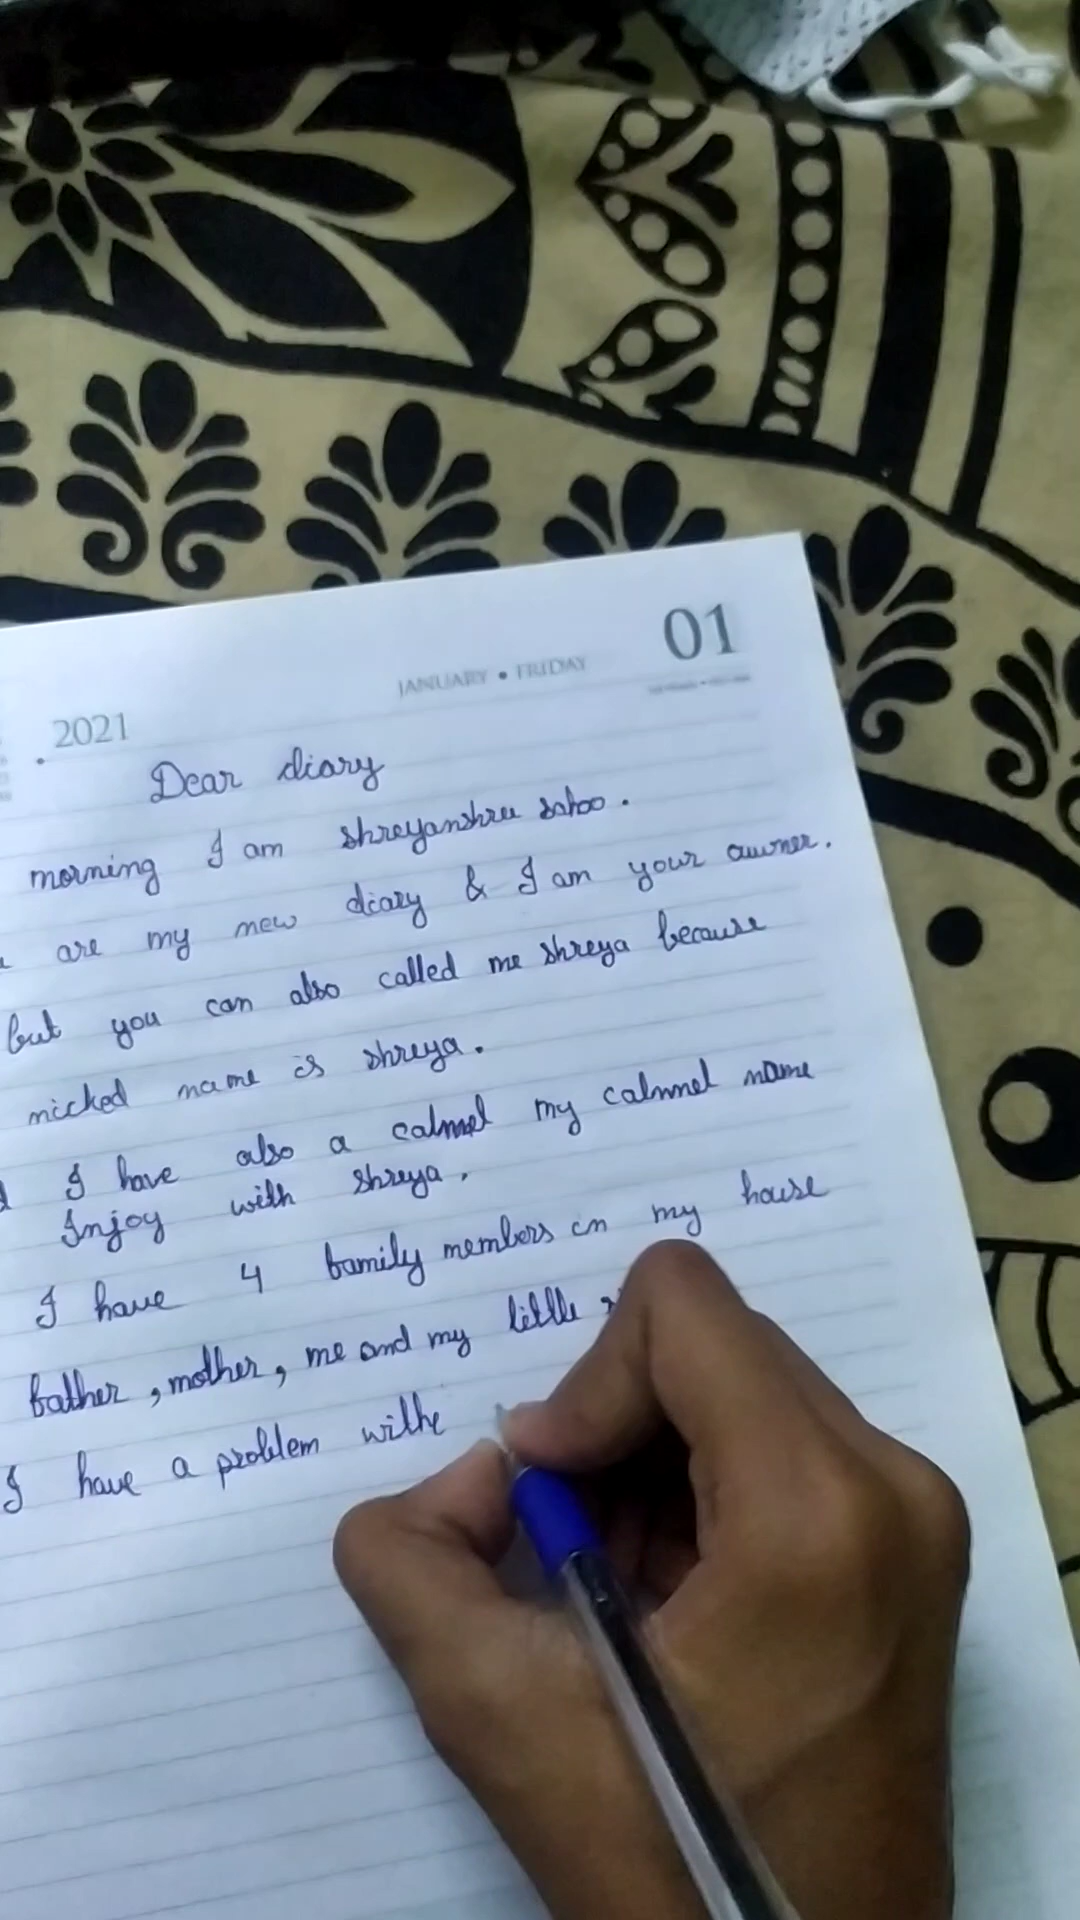 2021
JANUARY • FRIDAY
01
Dear diary
morning I am shreyanshree sahoo.
are my new diary & I am your owner.
but you can also called me shreya because
nicked name is shreya.
I have also a calnnel my calnnel name
Injoy with shreya.
I have 4 family members in my house
father, mother, me and my little
I have a problem withe